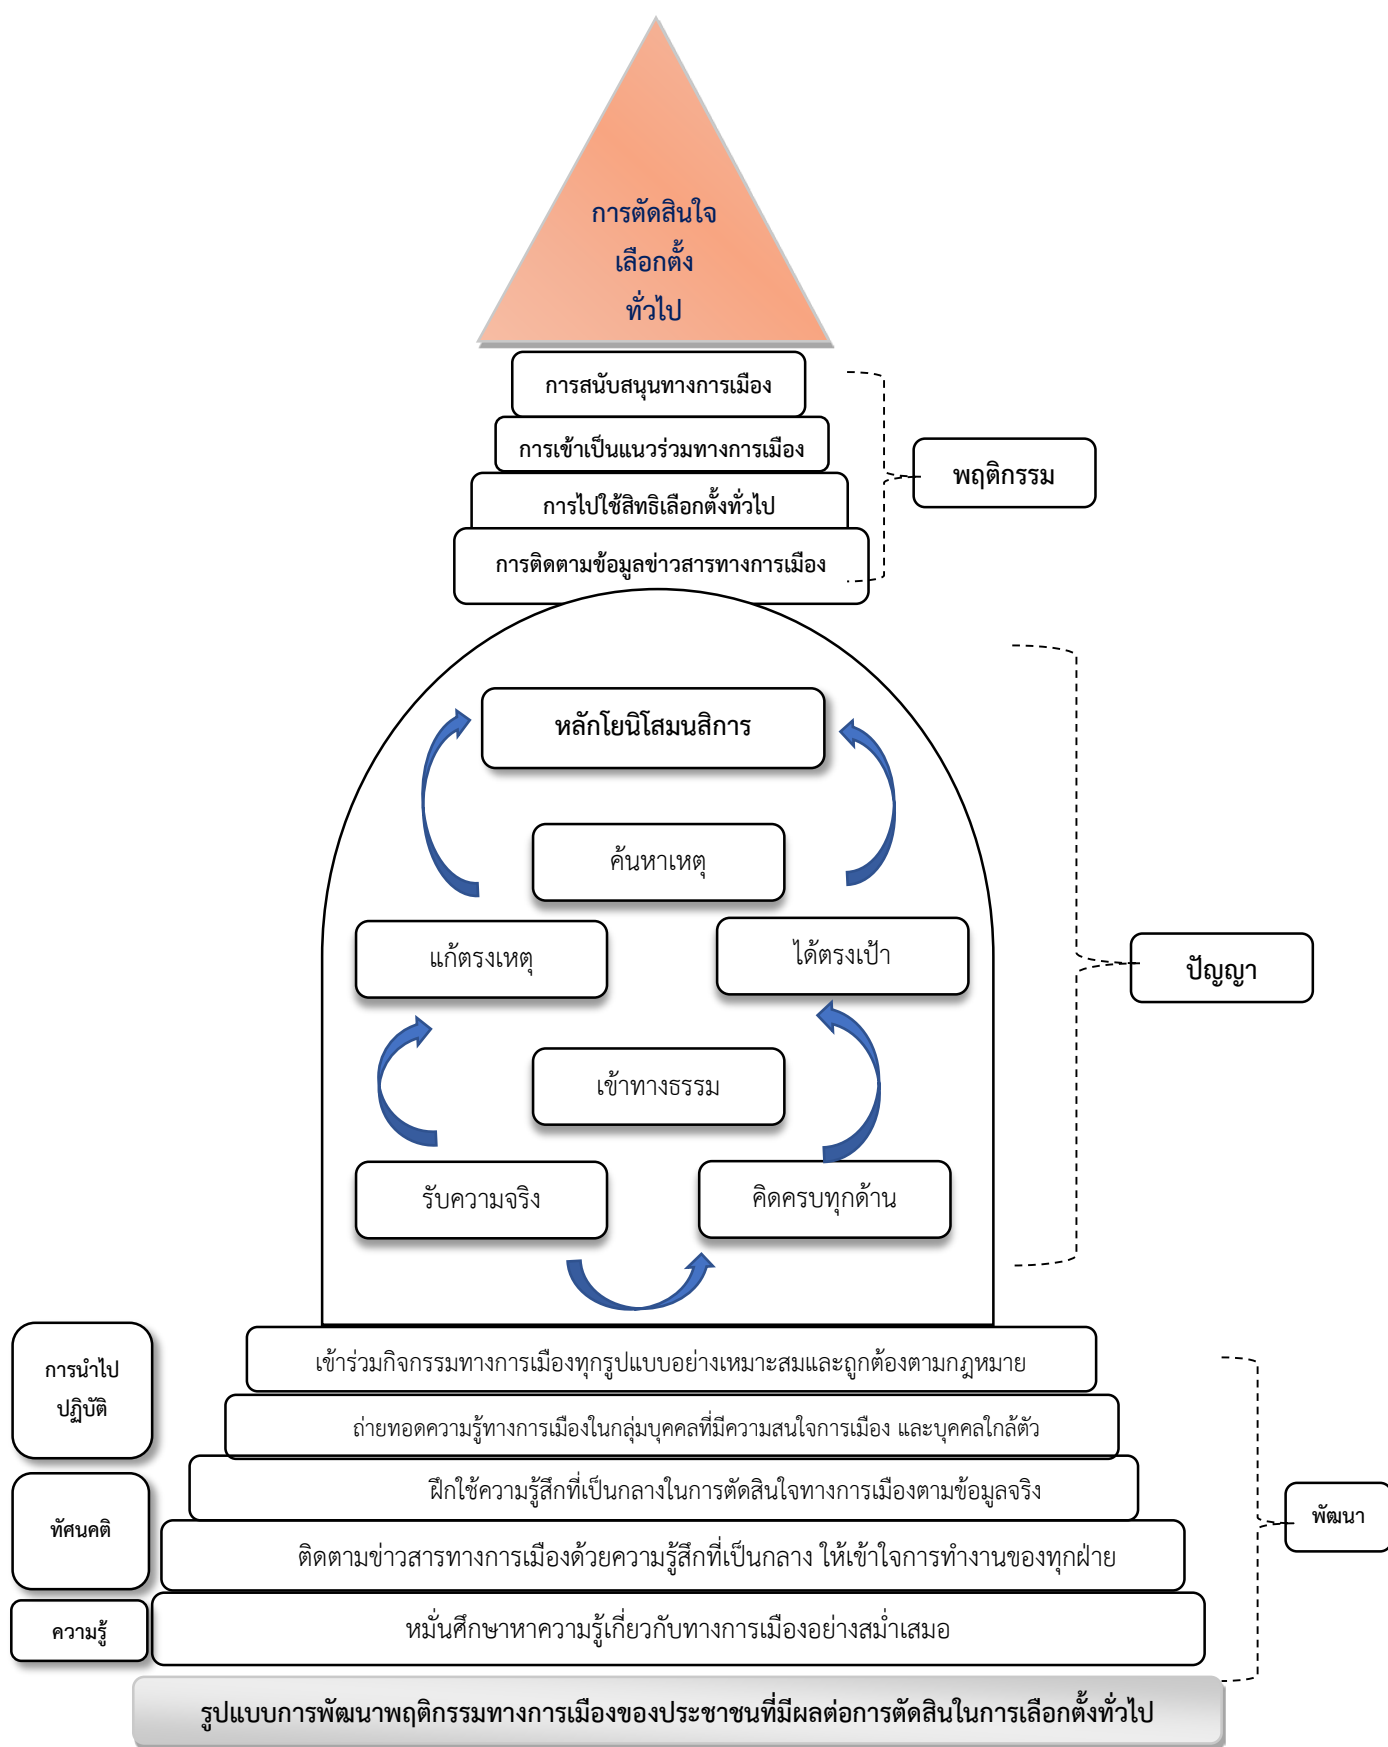 การตัดสินใจ
เลือกตั้ง
ทั่วไป
การสนับสนุนทางการเมือง
การเข้าเป็นแนวร่วมทางการเมือง
การไปใช้สิทธิเลือกตั้งทั่วไป
การติดตามข้อมูลข่าวสารทางการเมือง
พฤติกรรม
หลักโยนิโสมนสิการ
ค้นหาเหตุ
แก้ตรงเหตุ
ได้ตรงเป้า
เข้าทางธรรม
รับความจริง
คิดครบทุกด้าน
ปัญญา
การนำไป
ปฏิบัติ
เข้าร่วมกิจกรรมทางการเมืองทุกรูปแบบอย่างเหมาะสมและถูกต้องตามกฎหมาย
ถ่ายทอดความรู้ทางการเมืองในกลุ่มบุคคลที่มีความสนใจการเมือง และบุคคลใกล้ตัว
ทัศนคติ
ฝึกใช้ความรู้สึกที่เป็นกลางในการตัดสินใจทางการเมืองตามข้อมูลจริง
ติดตามข่าวสารทางการเมืองด้วยความรู้สึกที่เป็นกลาง ให้เข้าใจการทำงานของทุกฝ่าย
พัฒนา
ความรู้
หมั่นศึกษาหาความรู้เกี่ยวกับทางการเมืองอย่างสม่ำเสมอ
รูปแบบการพัฒนาพฤติกรรมทางการเมืองของประชาชนที่มีผลต่อการตัดสินในการเลือกตั้งทั่วไป